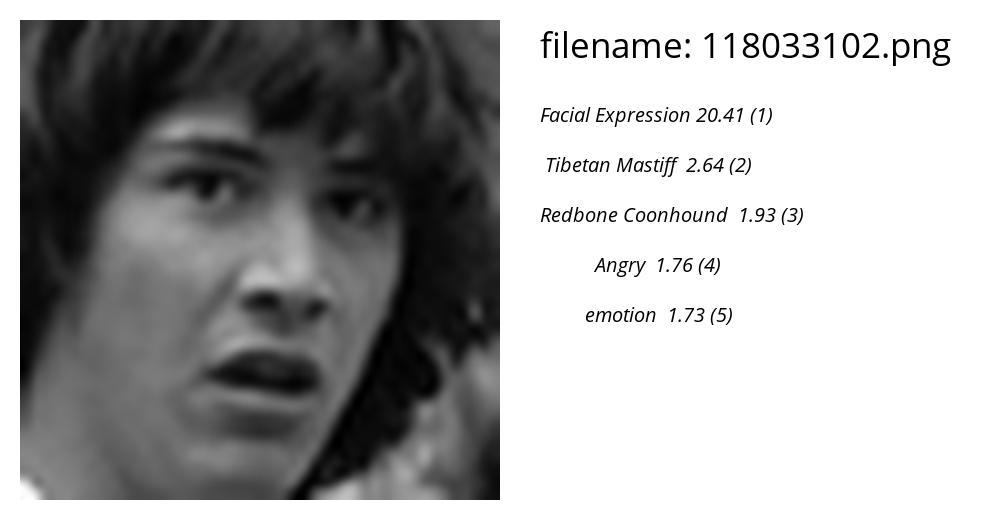 filename: 118033102.png
Facial Expression 20.41 (1)
Tibetan Mastiff 2.64 (2)
Redbone Coonhound 1.93 (3)
Angry 1.76 (4)
emotion 1.73 (5)